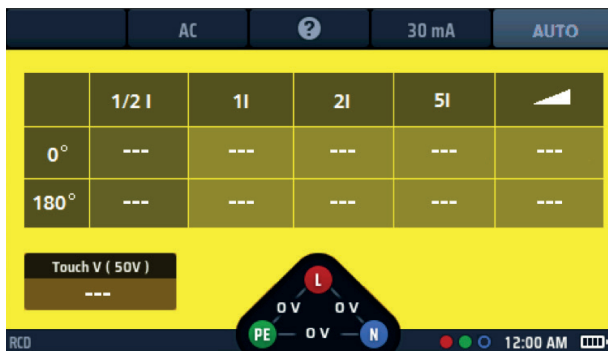 AC ? 30 mA AUTO
1/2 I 1I 2I 5I
0° --- --- --- --- ---
180° --- --- --- --- ---
Touch V ( 50V )
---
L
0 V 0 V
PE 0 V N
RCD 12:00 AM